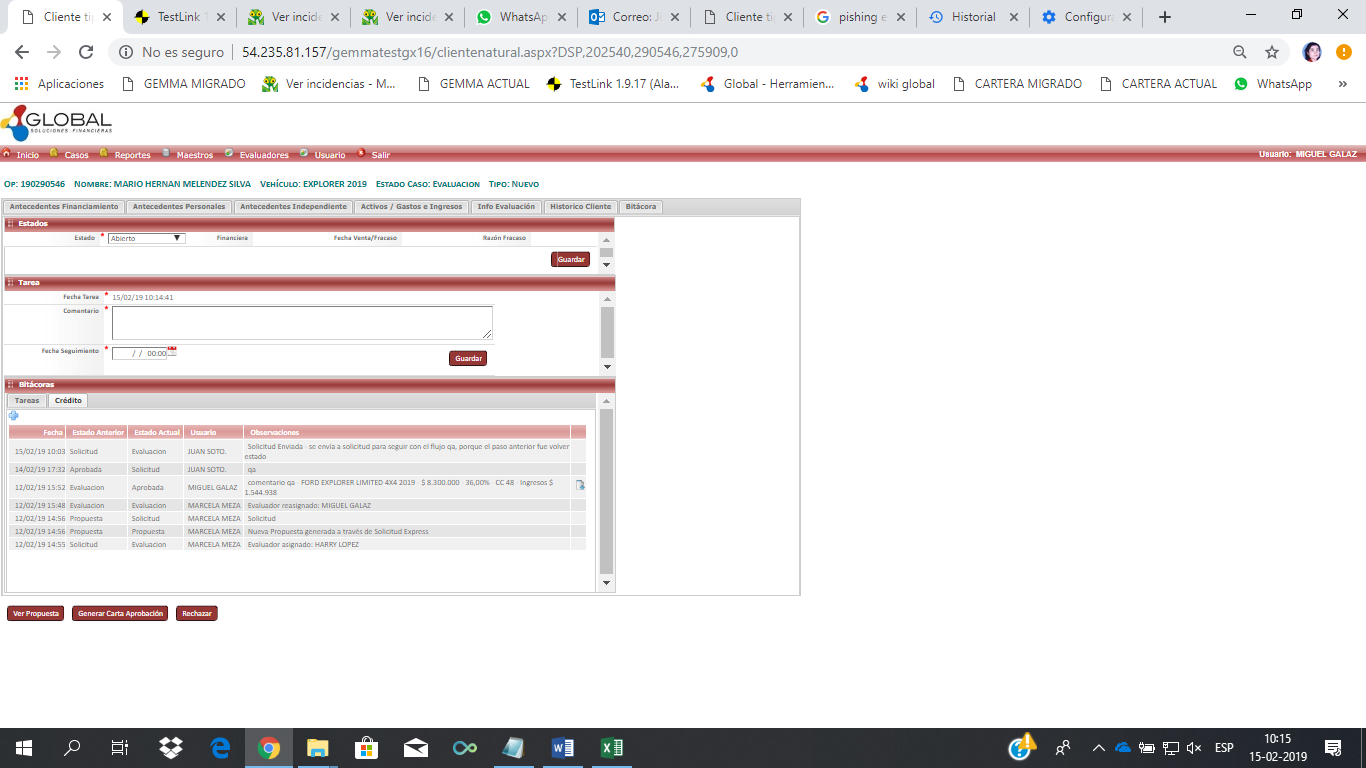 Cliente ti
TestLink 1
Ver incide
Ver incide
WhatsAp
Correo: J
Cliente ti
pishing e
Historial
Configura
No es seguro
54.235.81.157/gemmatestgx16/clientenatural.aspx?DSP,202540,290546,275909,0
Aplicaciones
GEMMA MIGRADO
Ver incidencias - M...
GEMMA ACTUAL
TestLink 1.9.17 (Ala...
Global - Herramien...
wiki global
CARTERA MIGRADO
CARTERA ACTUAL
WhatsApp
»
GLOBAL
SOLUCIONES FINANCIERAS
Inicio Casos Reportes Maestros Evaluadores Usuario Salir
Usuario: MIGUEL GALAZ
Op: 190290546 Nombre: MARIO HERNAN MELENDEZ SILVA Vehículo: EXPLORER 2019 Estado Caso: Evaluacion Tipo: Nuevo
Antecedentes Financiamiento
Antecedentes Personales
Antecedentes Independiente
Activos / Gastos e Ingresos
Info Evaluación
Historico Cliente
Bitácora
Estados
Estado * Abierto Financiera Fecha Venta/Fracaso Razón Fracaso
Guardar
Tarea
Fecha Tarea * 15/02/19 10:14:41
Comentario *
Fecha Seguimiento * / / 00:00
Guardar
Bitácoras
Tareas Crédito
Fecha Estado Anterior Estado Actual Usuario Observaciones
15/02/19 10:03 Solicitud Evaluacion JUAN SOTO. Solicitud Enviada - se envía a solicitud para seguir con el flujo qa, porque el paso anterior fue volver
estado
14/02/19 17:32 Aprobada Solicitud JUAN SOTO. qa
12/02/19 15:52 Evaluacion Aprobada MIGUEL GALAZ comentario qa - FORD EXPLORER LIMITED 4X4 2019 - $ 8.300.000 - 36,00% - CC 48 - Ingresos $
1.544.938
12/02/19 15:48 Evaluacion Evaluacion MARCELA MEZA Evaluador reasignado: MIGUEL GALAZ
12/02/19 14:56 Propuesta Solicitud MARCELA MEZA Solicitud
12/02/19 14:56 Propuesta Propuesta MARCELA MEZA Nueva Propuesta generada a través de Solicitud Express
12/02/19 14:55 Solicitud Evaluacion MARCELA MEZA Evaluador asignado: HARRY LOPEZ
Ver Propuesta
Generar Carta Aprobación
Rechazar
ESP
10:15
15-02-2019